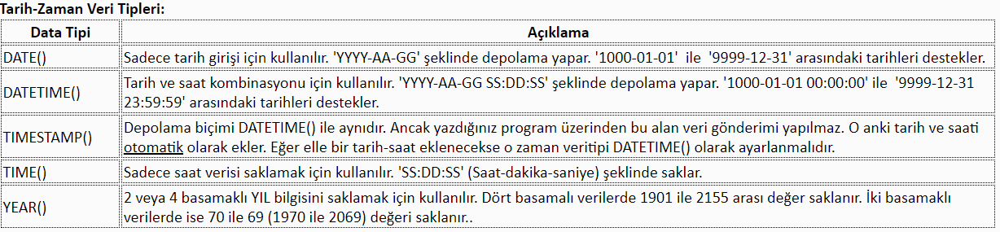 Tarih-Zaman Veri Tipleri:
Data Tipi Açıklama
DATE() Sadece tarih girişi için kullanılır. 'YYYY-AA-GG' şeklinde depolama yapar. '1000-01-01' ile '9999-12-31' arasındaki tarihleri destekler.
DATETIME() Tarih ve saat kombinasyonu için kullanılır. 'YYYY-AA-GG SS:DD:SS' şeklinde depolama yapar. '1000-01-01 00:00:00' ile '9999-12-31
23:59:59' arasındaki tarihleri destekler.
TIMESTAMP() Depolama biçimi DATETIME() ile aynıdır. Ancak yazdığınız program üzerinden bu alan veri gönderimi yapılmaz. O anki tarih ve saati
otomatik olarak ekler. Eğer elle bir tarih-saat eklenecekse o zaman veritipi DATETIME() olarak ayarlanmalıdır.
TIME() Sadece saat verisi saklamak için kullanılır. 'SS:DD:SS' (Saat-dakika-saniye) şeklinde saklar.
YEAR() 2 veya 4 basamaklı YIL bilgisini saklamak için kullanılır. Dört basamalı verilerde 1901 ile 2155 arası değer saklanır. İki basamaklı
verilerde ise 70 ile 69 (1970 ile 2069) değeri saklanır..